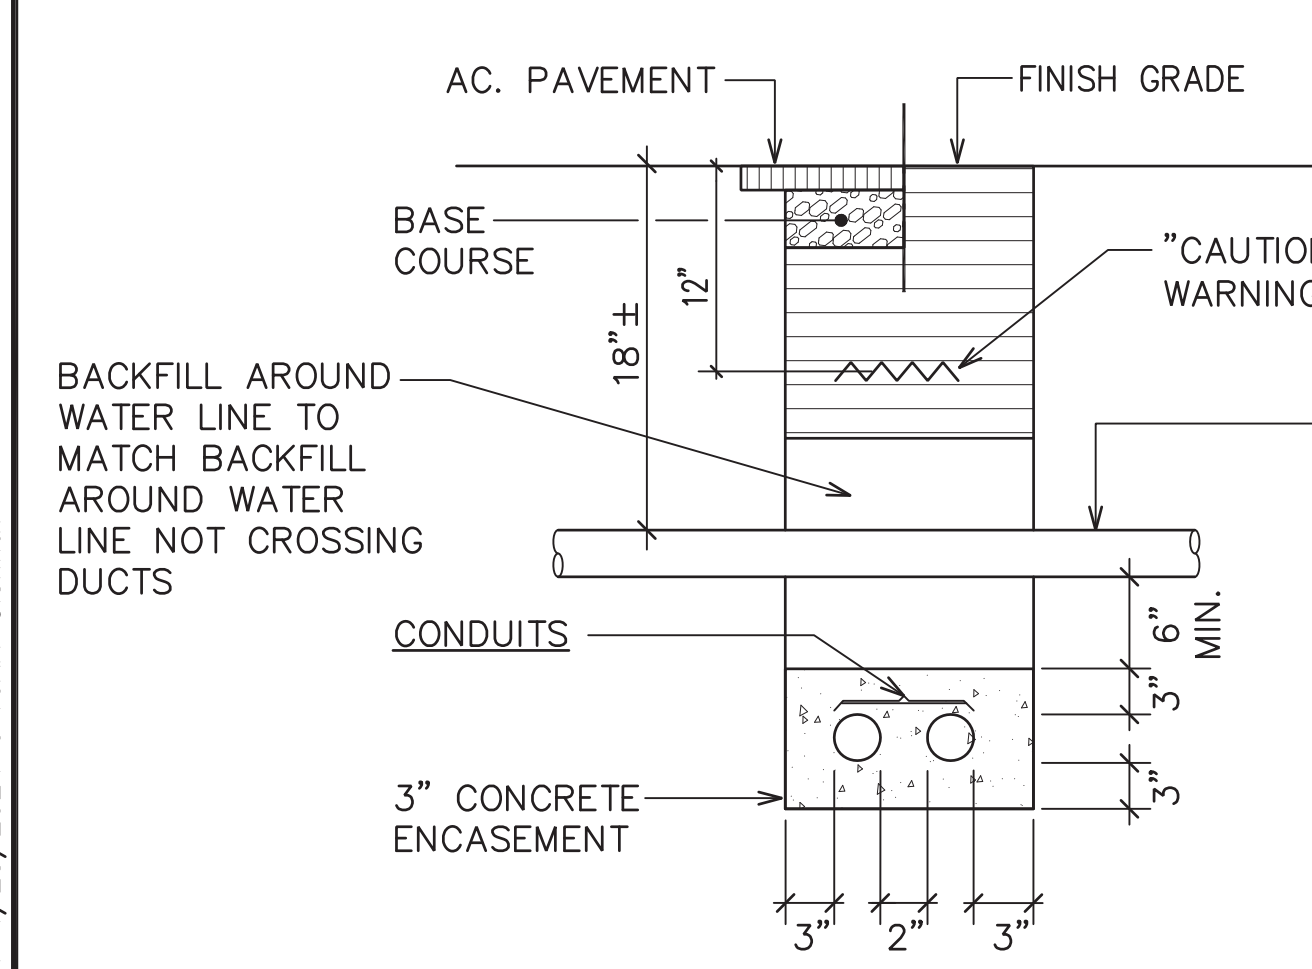 AC. PAVEMENT
FINISH GRADE
BASE
COURSE
"CAUTION
WARNING
12"
18"±
BACKFILL AROUND
WATER LINE TO
MATCH BACKFILL
AROUND WATER
LINE NOT CROSSING
DUCTS
6"
MIN.
CONDUITS
3"
3"
3" CONCRETE
ENCASEMENT
3"
2"
3"